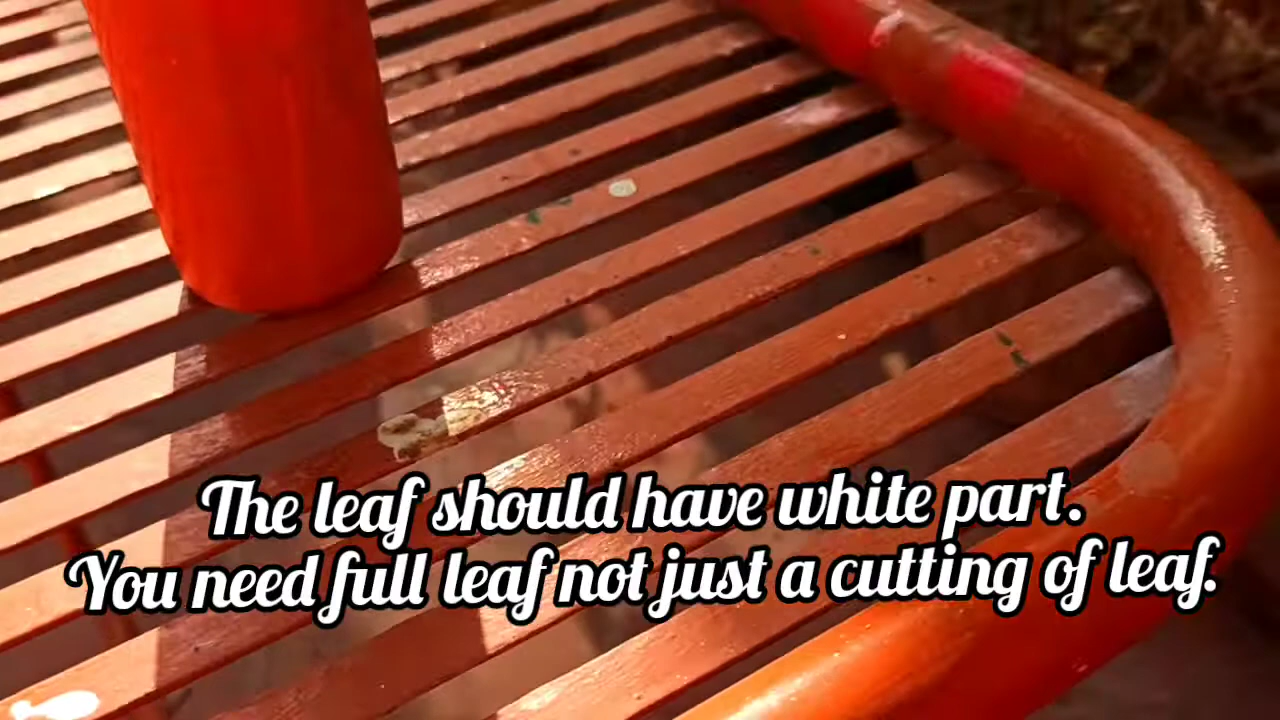 The leaf should have white part.
You need full leaf not just a cutting of leaf.